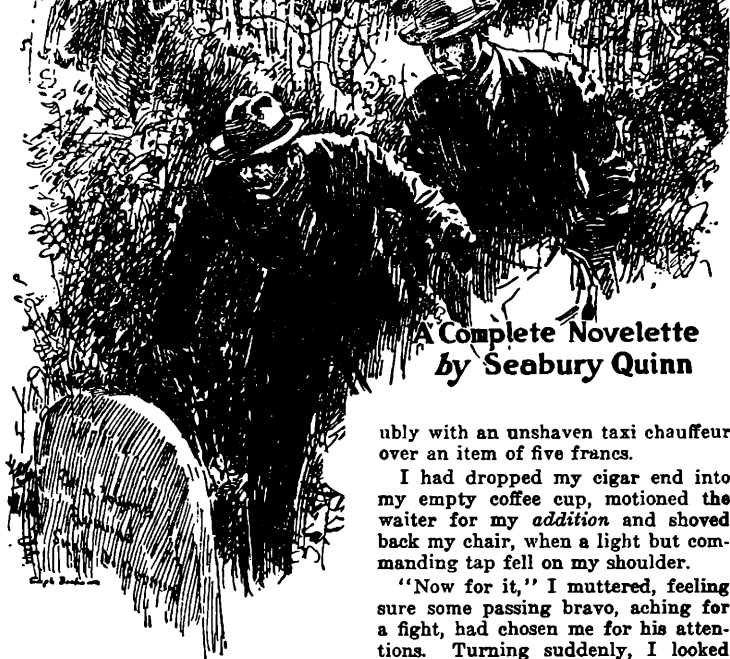 A Complete Novelette
by Seabury Quinn
ubly with an unshaven taxi chauffeur
over an item of five francs.
I had dropped my cigar end into
my empty coffee cup, motioned the
waiter for my addition and shoved
back my chair, when a light but com-
manding tap fell on my shoulder.
"Now for it," I muttered, feeling
sure some passing bravo, aching for
a fight, had chosen me for his atten-
tions. Turning suddenly, I looked